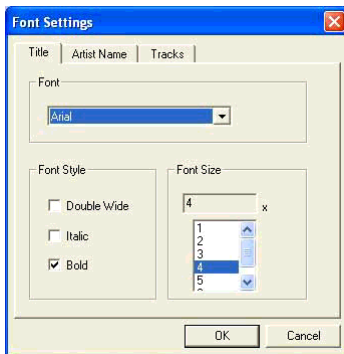 Font Settings
Title Artist Name Tracks
Font
Arial
Font Style Font Size
Double Wide
Italic
Bold
4 x
1
2
3
4
5
OK Cancel